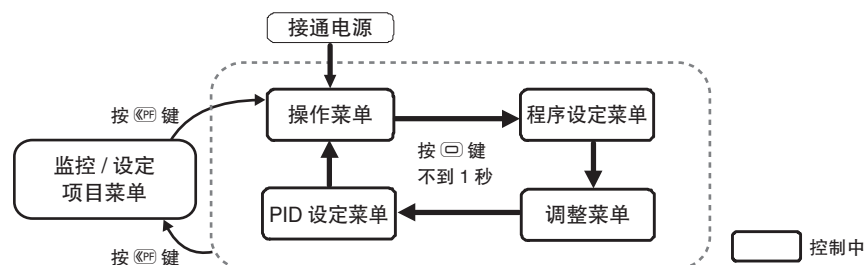 接通电源
按 《PF 键
操作菜单
程序设定菜单
监控 / 设定
项目菜单
按 键
不到 1 秒
PID 设定菜单
调整菜单
按 《PF 键
控制中